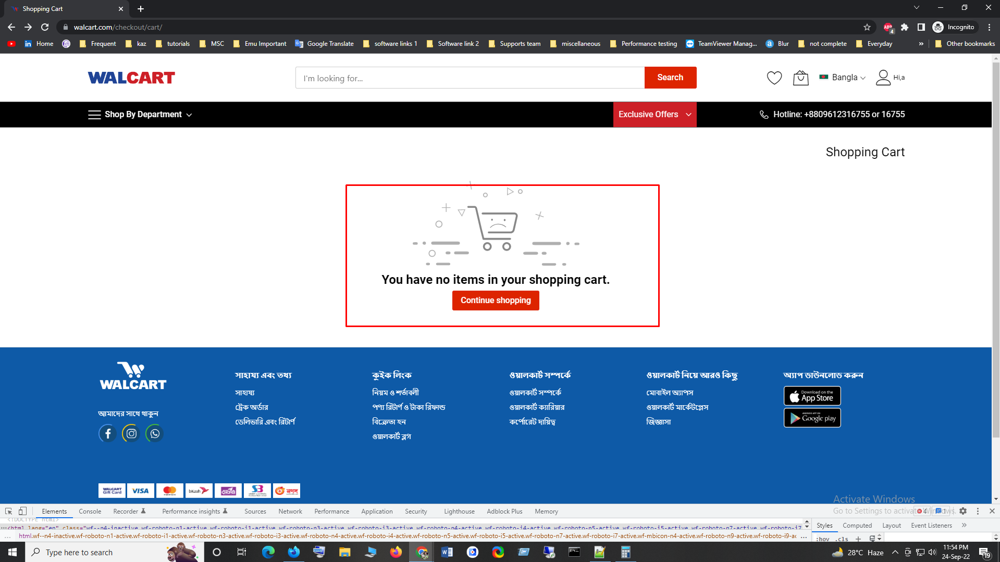 Shopping Cart
walcart.com/checkout/cart/
ABP
4
Incognito
in Home
Frequent
kaz
tutorials
MSC
Emu Important
Google Translate
software links 1
Software link 2
Supports team
miscellaneous
Performance testing
TeamViewer Manag...
a Blur
not complete
Everyday
»
Other bookmarks
WALCART
I'm looking for...
Search
Bangla
Hi,a
Shop By Department
Exclusive Offers
Hotline: +8809612316755 or 16755
Shopping Cart
You have no items in your shopping cart.
Continue shopping
WALCART
আমাদের সাথে থাকুন
সাহায্য এবং তথ্য
সাহায্য
ট্রেক অর্ডার
ডেলিভারি এবং রিটার্ণ
কুইক লিংক
নিয়ম ও শর্তাবলী
পণ্য রিটার্ণ ও টাকা রিফান্ড
বিক্রেতা হন
ওয়ালকার্ট ব্লগ
ওয়ালকার্ট সম্পর্কে
ওয়ালকার্ট সম্পর্কে
ওয়ালকার্ট ক্যারিয়ার
কর্পোরেট দায়িত্ব
ওয়ালকার্ট নিয়ে আরও কিছু
মোবাইল অ্যাপস
ওয়ালকার্ট মার্কেটপ্লেস
জিজ্ঞাসা
অ্যাপ ডাউনলোড করুন
Download on the
App Store
ANDROID APP ON
Google play
WALCART
Gift Card
VISA
bKash
নগদ
Activate Windows
Go to Settings to activate Windows.
Elements
Console
Recorder
Performance insights
Sources
Network
Performance
Application
Security
Lighthouse
Adblock Plus
Memory
4
1
<!DOCTYPE html>
···<html lang="en" class="wf--n4-inactive wf-roboto-n1-active wf-roboto-i1-active wf-roboto-n3-active wf-roboto-i3-active wf-roboto-n4-active wf-roboto-i4-active wf-roboto-n5-active wf-roboto-i5-active wf-roboto-n7-active wf-roboto-i7
... html.wf--n4-inactive.wf-roboto-n1-active.wf-roboto-i1-active.wf-roboto-n3-active.wf-roboto-i3-active.wf-roboto-n4-active.wf-roboto-i4-active.wf-roboto-n5-active.wf-roboto-i5-active.wf-roboto-n7-active.wf-roboto-i7-active.wf-mbicon-n4-active.wf-roboto-n9-active.wf-roboto-i9-ac ...
Styles
Computed
Layout
Event Listeners
»
:hov .cls +
Type here to search
28°C Haze
11:54 PM
24-Sep-22
19